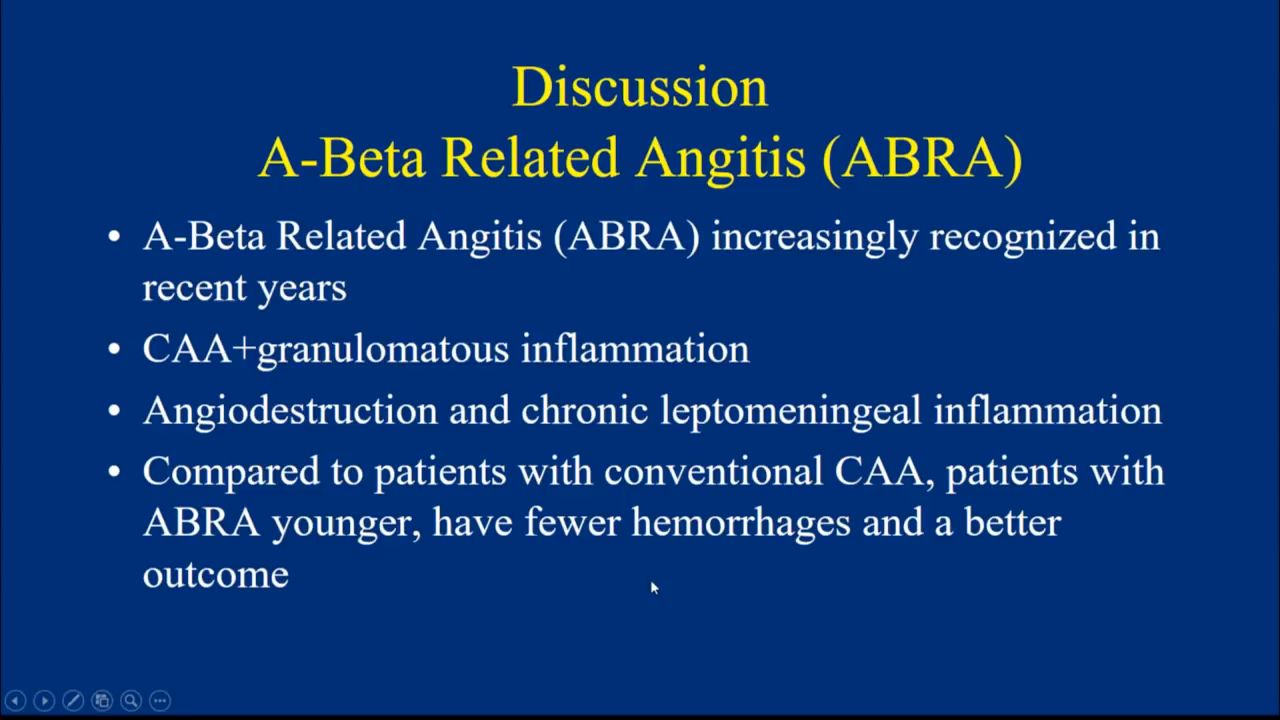 Discussion
A-Beta Related Angitis (ABRA)
• A-Beta Related Angitis (ABRA) increasingly recognized in
recent years
• CAA+granulomatous inflammation
• Angiodestruction and chronic leptomeningeal inflammation
• Compared to patients with conventional CAA, patients with
ABRA younger, have fewer hemorrhages and a better
outcome